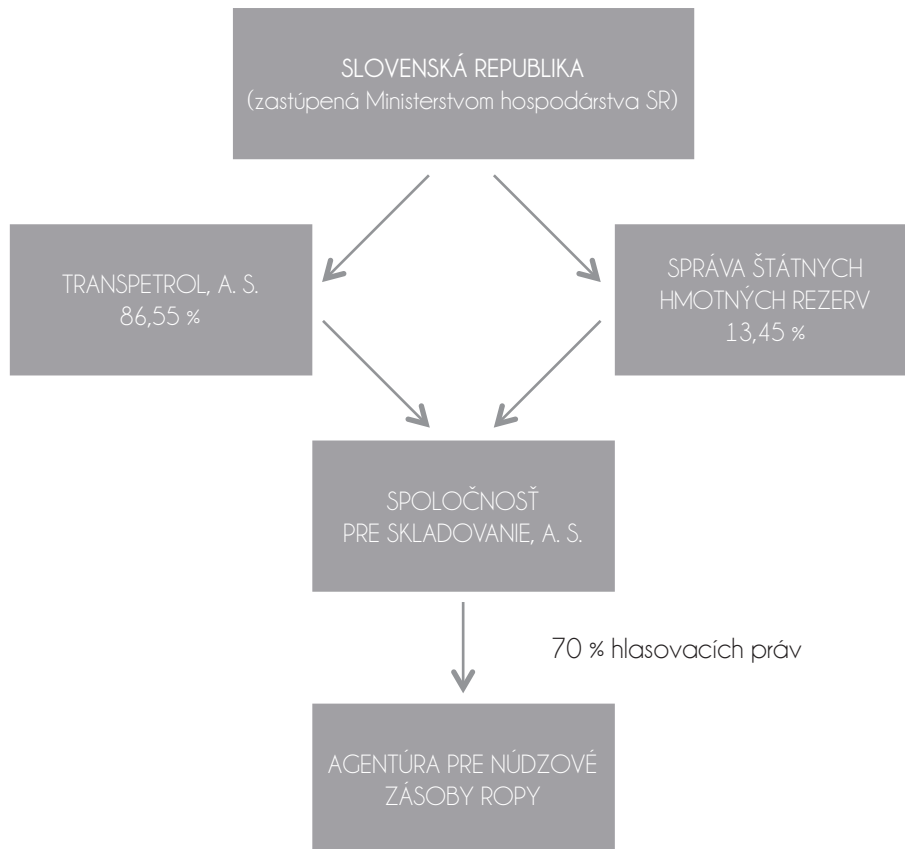 SLOVENSKÁ REPUBLIKA
(zastúpená Ministerstvom hospodárstva SR)
TRANSPETROL, A. S.
86,55 %
SPRÁVA ŠTÁTNYCH
HMOTNÝCH REZERV
13,45 %
SPOLOČNOSŤ
PRE SKLADOVANIE, A. S.
70 % hlasovacích práv
AGENTÚRA PRE NÚDZOVÉ
ZÁSOBY ROPY